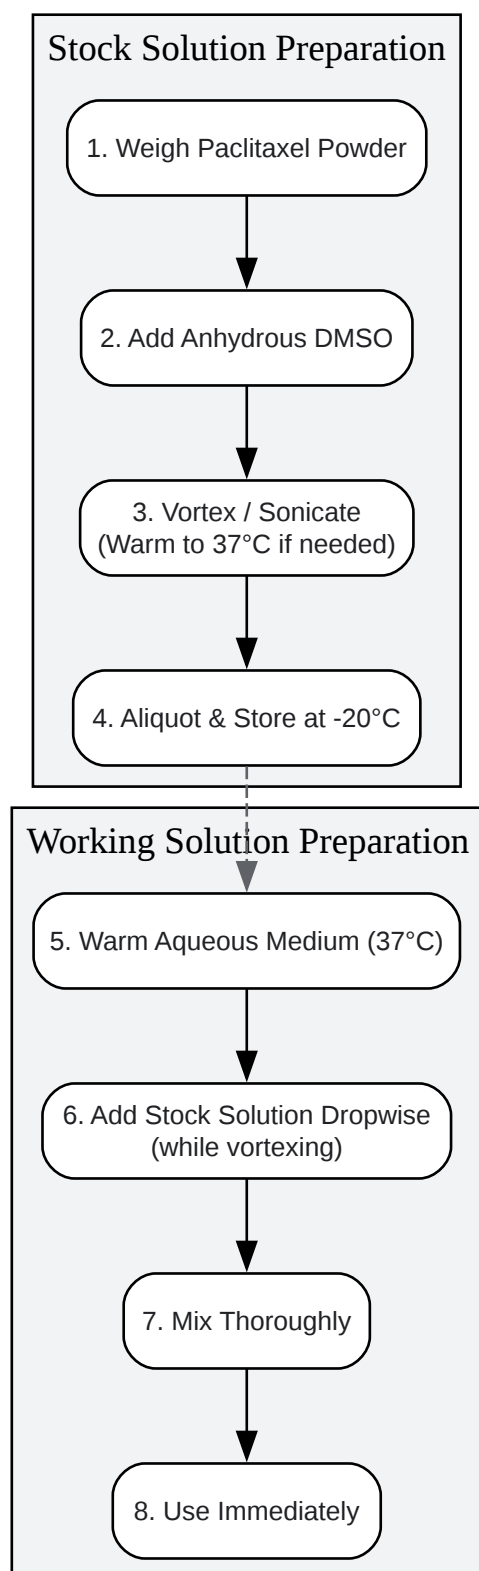 Stock Solution Preparation
1. Weigh Paclitaxel Powder
2. Add Anhydrous DMSO
3. Vortex / Sonicate
(Warm to 37°C if needed)
4. Aliquot & Store at -20°C
Working Solution Preparation
5. Warm Aqueous Medium (37°C)
6. Add Stock Solution Dropwise
(while vortexing)
7. Mix Thoroughly
8. Use Immediately